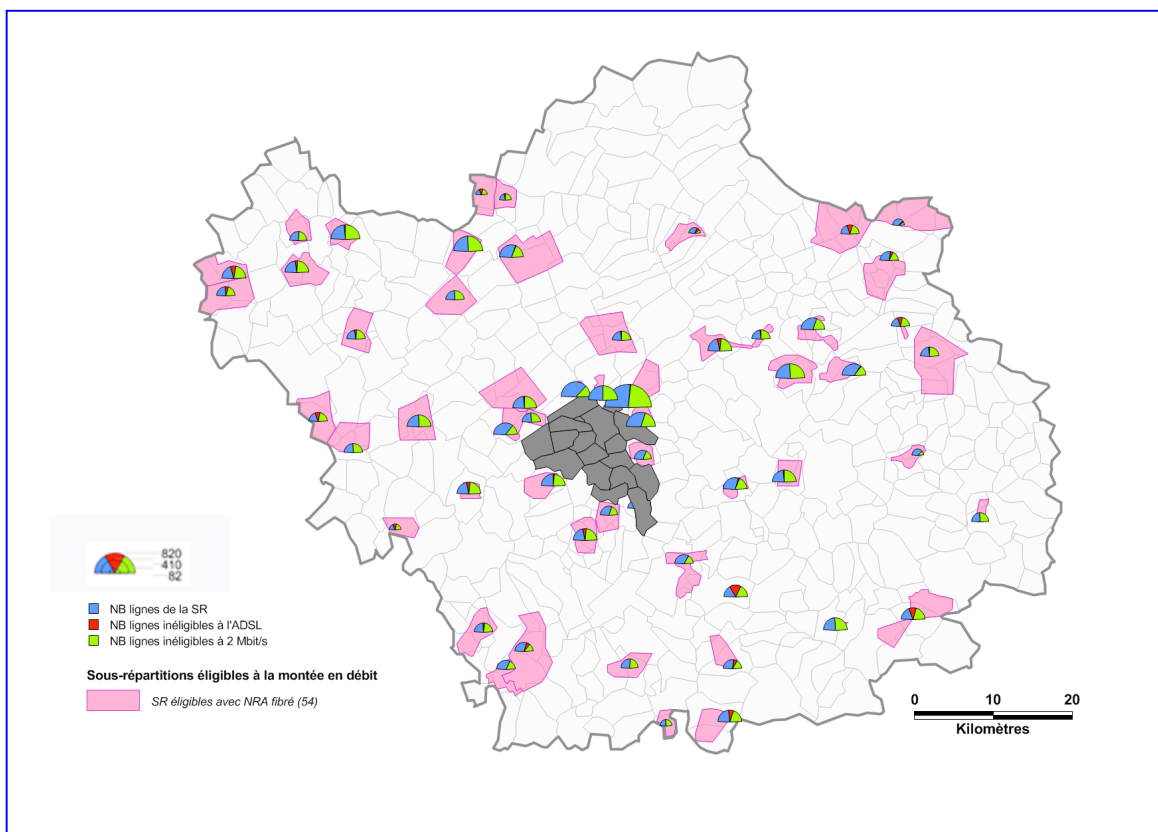 820
410
82
NB lignes de la SR
NB lignes inéligibles à l'ADSL
NB lignes inéligibles à 2 Mbit/s
Sous-répartitions éligibles à la montée en débit
SR éligibles avec NRA fibré (54)
0 10 20
Kilomètres